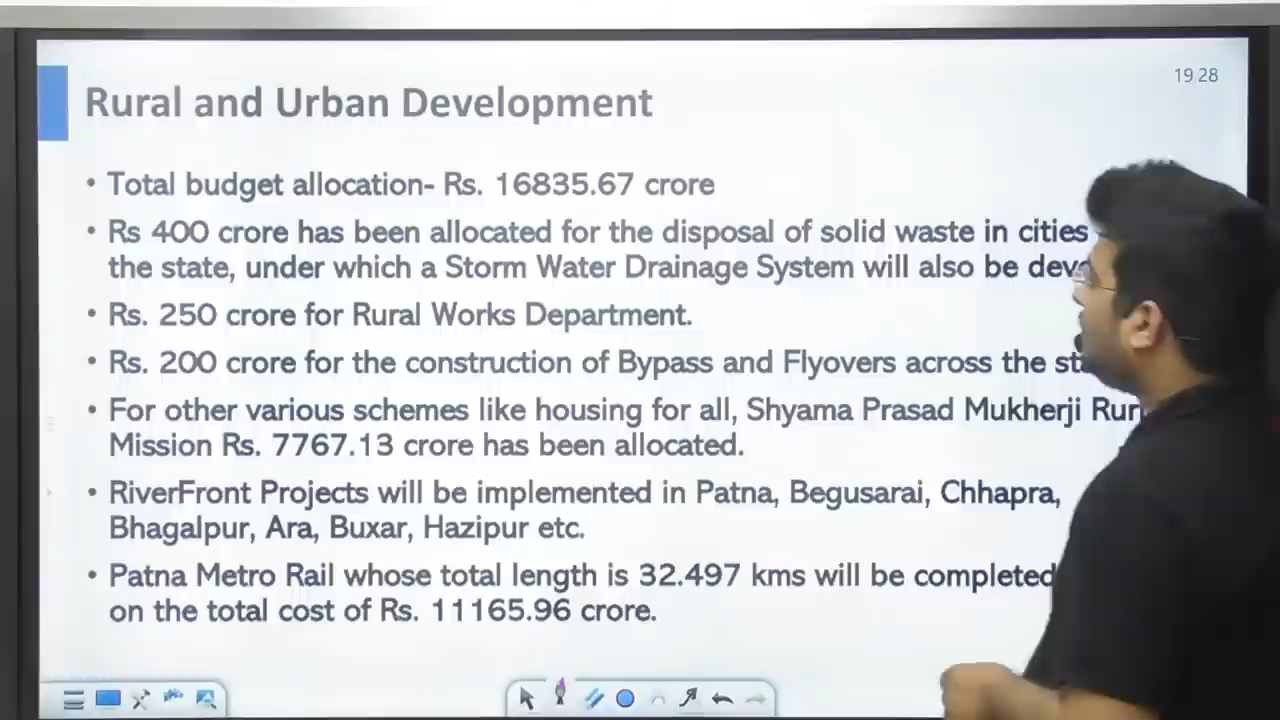 19 28
Rural and Urban Development
• Total budget allocation- Rs. 16835.67 crore
• Rs 400 crore has been allocated for the disposal of solid waste in cities
the state, under which a Storm Water Drainage System will also be
• Rs. 250 crore for Rural Works Department.
• Rs. 200 crore for the construction of Bypass and Flyovers across the
• For other various schemes like housing for all, Shyama Prasad Mukherji
Mission Rs. 7767.13 crore has been allocated.
• RiverFront Projects will be implemented in Patna, Begusarai, Chhapra,
Bhagalpur, Ara, Buxar, Hazipur etc.
• Patna Metro Rail whose total length is 32.497 kms will be completed
on the total cost of Rs. 11165.96 crore.